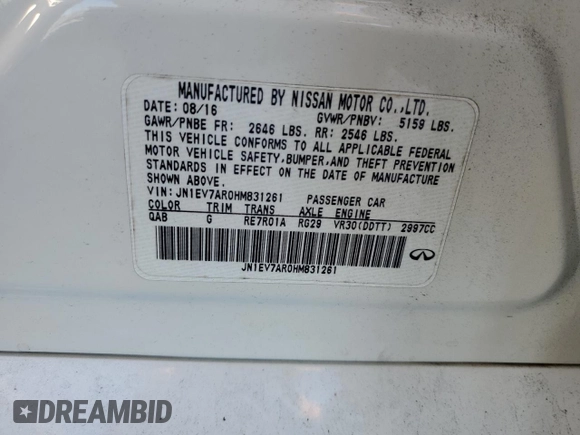 MANUFACTURED BY NISSAN MOTOR CO.,LTD.
DATE: 08/16 GVWR/PNBV: 5159 LBS.
GAWR/PNBE FR: 2646 LBS. RR: 2546 LBS.
THIS VEHICLE CONFORMS TO ALL APPLICABLE FEDERAL
MOTOR VEHICLE SAFETY,BUMPER,AND THEFT PREVENTION
STANDARDS IN EFFECT ON THE DATE OF MANUFACTURE
SHOWN ABOVE.
VIN: JN1EV7AR0HM831261 PASSENGER CAR
COLOR TRIM TRANS AXLE ENGINE
QAB G RE7R01A RG29 VR30(DDTT) 2997CC
JN1EV7AR0HM831261
DREAMBID